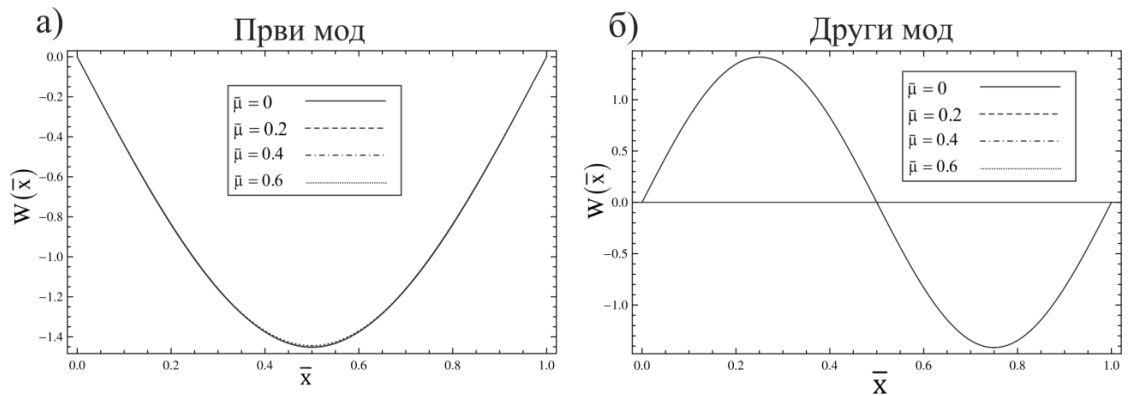 а)
Први мод
0.0
-0.2
-0.4
-0.6
-0.8
-1.0
-1.2
-1.4
W(x̅)
μ̅ = 0
μ̅ = 0.2
μ̅ = 0.4
μ̅ = 0.6
0.0 0.2 0.4 0.6 0.8 1.0
x̅
б)
Други мод
1.0
0.5
0.0
-0.5
-1.0
W(x̅)
μ̅ = 0
μ̅ = 0.2
μ̅ = 0.4
μ̅ = 0.6
0.0 0.2 0.4 0.6 0.8 1.0
x̅